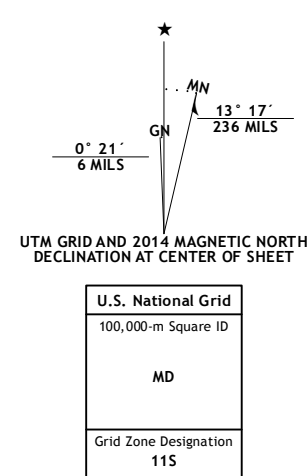 ★
MN
GN
0° 21´
6 MILS
13° 17´
236 MILS
UTM GRID AND 2014 MAGNETIC NORTH
DECLINATION AT CENTER OF SHEET
U.S. National Grid
100,000-m Square ID
MD
Grid Zone Designation
11S